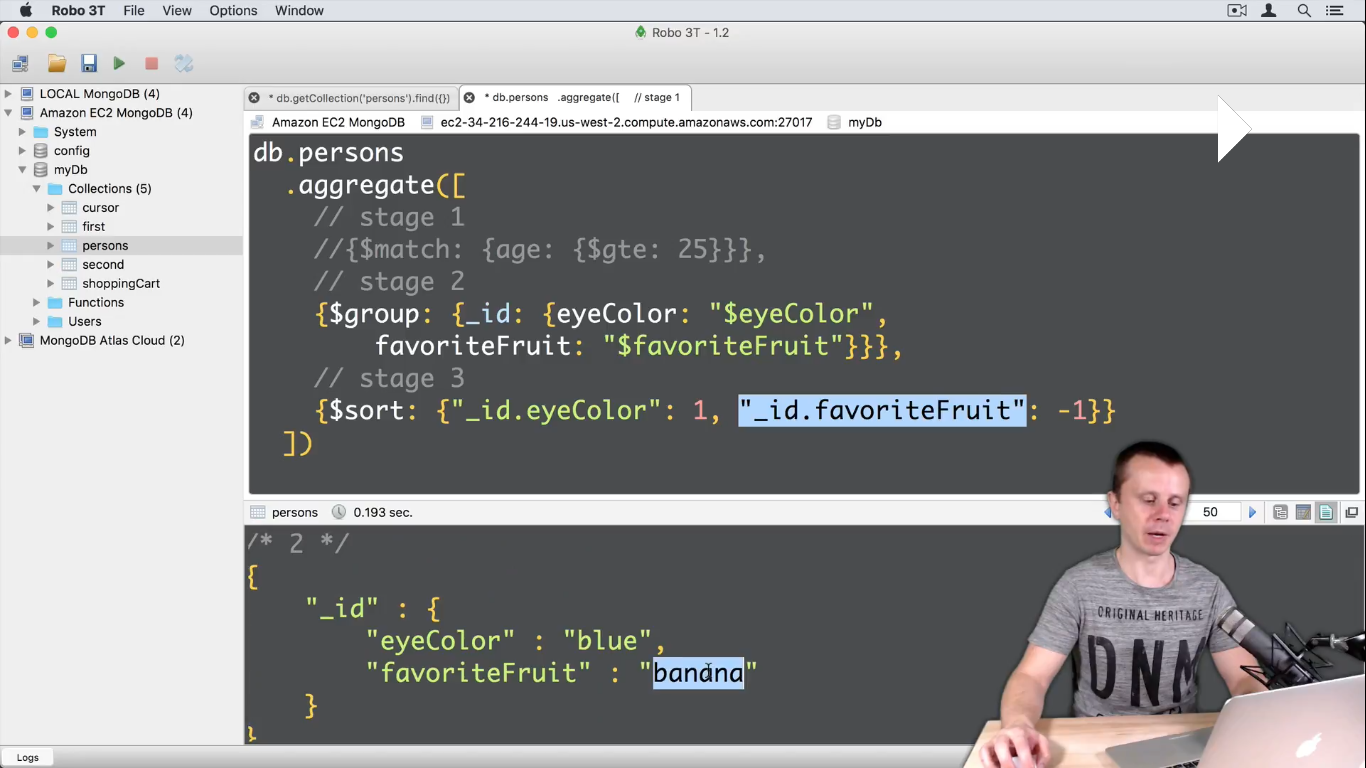 Robo 3T File View Options Window
Robo 3T - 1.2
LOCAL MongoDB (4)
Amazon EC2 MongoDB (4)
System
config
myDb
Collections (5)
cursor
first
persons
second
shoppingCart
Functions
Users
MongoDB Atlas Cloud (2)
* db.getCollection('persons').find({})
* db.persons .aggregate([ // stage 1
Amazon EC2 MongoDB ec2-34-216-244-19.us-west-2.compute.amazonaws.com:27017 myDb
db.persons
.aggregate([
// stage 1
//{$match: {age: {$gte: 25}}},
// stage 2
{$group: {_id: {eyeColor: "$eyeColor",
favoriteFruit: "$favoriteFruit"}}},
// stage 3
{$sort: {"_id.eyeColor": 1, "_id.favoriteFruit": -1}}
])
persons 0.193 sec. 50
/* 2 */
{
"_id" : {
"eyeColor" : "blue",
"favoriteFruit" : "banana"
}
}
Logs
ORIGINAL HERITAGE
DNM